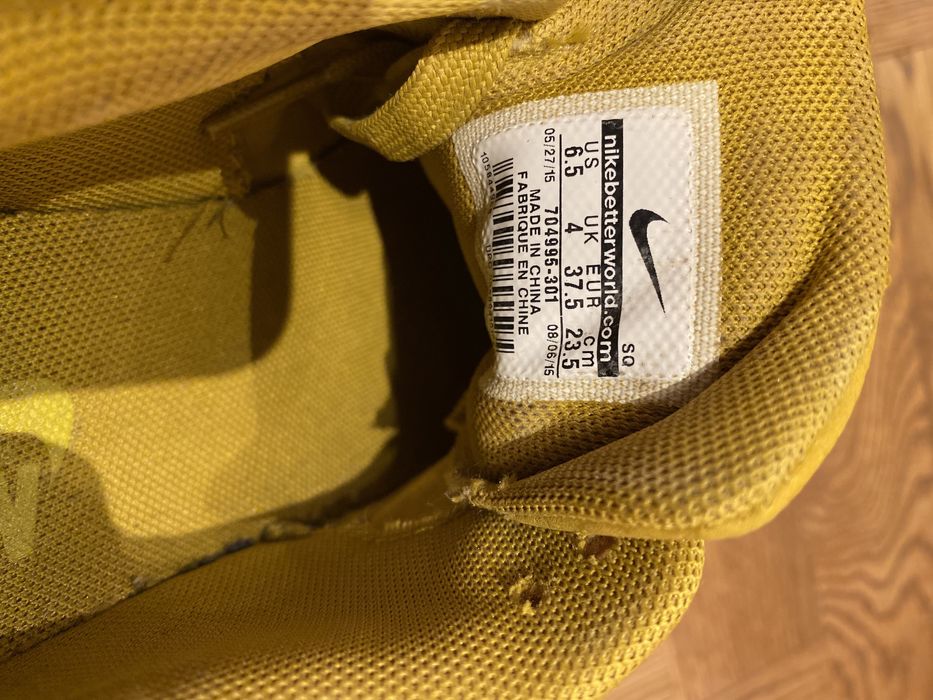 SQ
nikebetterworld.com
US UK EUR cm
6.5 4 37.5 23.5
05/27/15 704995-301 08/06/15
MADE IN CHINA
FABRIQUE EN CHINE